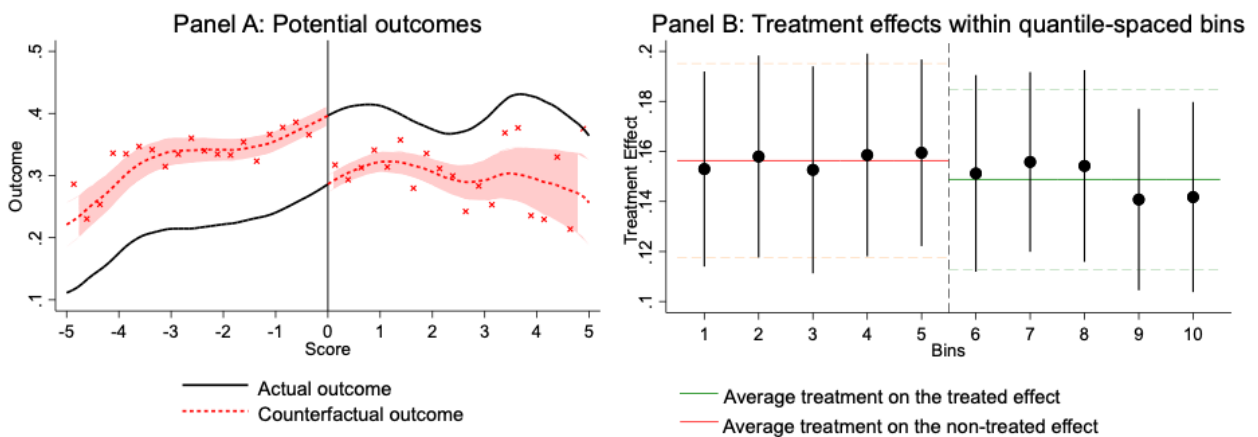 Panel A: Potential outcomes
.5
.4
.3
.2
.1
Outcome
-5 -4 -3 -2 -1 0 1 2 3 4 5
Score
Actual outcome
Counterfactual outcome
Panel B: Treatment effects within quantile-spaced bins
.2
.18
.16
.14
.12
.1
Treatment Effect
1 2 3 4 5 6 7 8 9 10
Bins
Average treatment on the treated effect
Average treatment on the non-treated effect